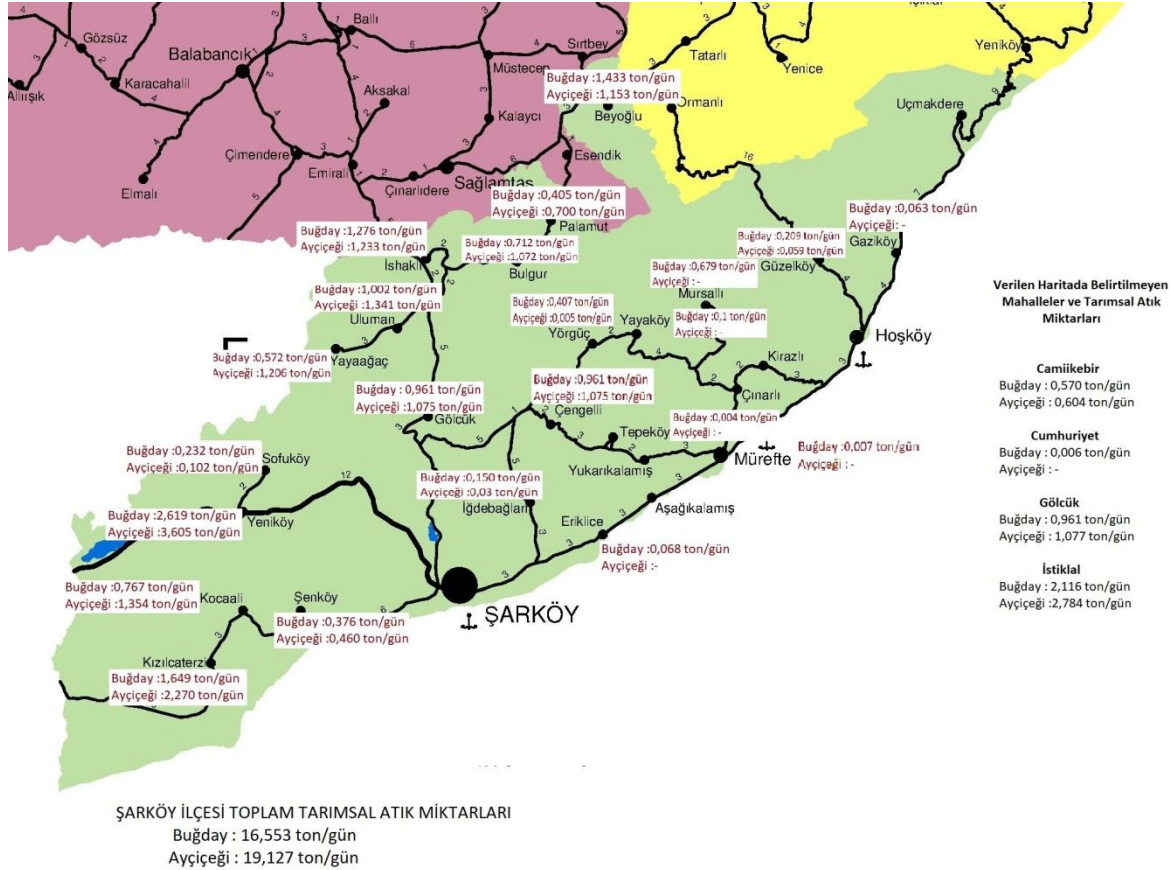 Ballı
Gözsüz
Balabancık
Müstecep
Sırtbey
Tatarlı
Yenice
Yeniköy
Karacahalil
Allıışık
Aksakal
Kalaycı
Buğday :1,433 ton/gün
Ayçiçeği :1,153 ton/gün
Beyoğlu
Ormanlı
Uçmakdere
Çimendere
Elmalı
Emirali
Çınarlıdere
Sağlamtaş
Esendik
16
9
7
Buğday :0,405 ton/gün
Ayçiçeği :0,700 ton/gün
Palamut
Buğday :0,063 ton/gün
Ayçiçeği: -
Gaziköy
Buğday :1,276 ton/gün
Ayçiçeği :1,233 ton/gün
İshaklı
Buğday :0,712 ton/gün
Ayçiçeği :1,072 ton/gün
Bulgur
Buğday :0,209 ton/gün
Ayçiçeği :0,059 ton/gün
Güzelköy
Buğday :0,679 ton/gün
Ayçiçeği : -
Mursallı
Buğday :1,002 ton/gün
Ayçiçeği :1,341 ton/gün
Uluman
Buğday :0,407 ton/gün
Ayçiçeği :0,005 ton/gün
Yörgüç
Yayaköy
Buğday :0,1 ton/gün
Ayçiçeği : -
Hoşköy
Buğday :0,572 ton/gün
Ayçiçeği :1,206 ton/gün
Yayaağaç
Kirazlı
Çınarlı
Buğday :0,961 ton/gün
Ayçiçeği :1,075 ton/gün
Gölcük
Buğday :0,961 ton/gün
Ayçiçeği :1,075 ton/gün
Çengelli
Buğday :0,004 ton/gün
Ayçiçeği: -
Tepeköy
Yukarıkalamış
Mürefte
Buğday :0,007 ton/gün
Ayçiçeği : -
Buğday :0,232 ton/gün
Ayçiçeği :0,102 ton/gün
Sofuköy
12
Buğday :0,150 ton/gün
Ayçiçeği :0,03 ton/gün
İğdebağları
Aşağıkalamış
Eriklice
Buğday :2,619 ton/gün
Ayçiçeği :3,605 ton/gün
Yeniköy
Buğday :0,068 ton/gün
Ayçiçeği :-
Buğday :0,767 ton/gün
Ayçiçeği :1,354 ton/gün
Kocaali
Şenköy
ŞARKÖY
Buğday :0,376 ton/gün
Ayçiçeği :0,460 ton/gün
Kızılcaterzi
Buğday :1,649 ton/gün
Ayçiçeği :2,270 ton/gün
Verilen Haritada Belirtilmeyen
Mahalleler ve Tarımsal Atık
Miktarları
Camiikebir
Buğday : 0,570 ton/gün
Ayçiçeği : 0,604 ton/gün
Cumhuriyet
Buğday : 0,006 ton/gün
Ayçiçeği : -
Gölcük
Buğday : 0,961 ton/gün
Ayçiçeği : 1,077 ton/gün
İstiklal
Buğday : 2,116 ton/gün
Ayçiçeği : 2,784 ton/gün
ŞARKÖY İLÇESİ TOPLAM TARIMSAL ATIK MİKTARLARI
Buğday : 16,553 ton/gün
Ayçiçeği : 19,127 ton/gün